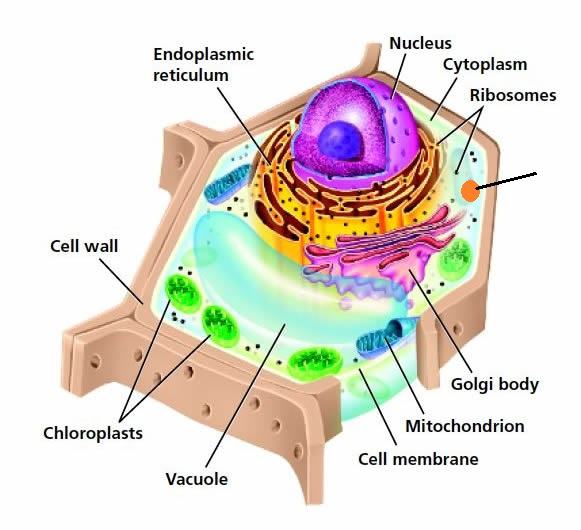 Nucleus
Endoplasmic
reticulum
Cytoplasm
Ribosomes
Cell wall
Golgi body
Mitochondrion
Chloroplasts
Cell membrane
Vacuole